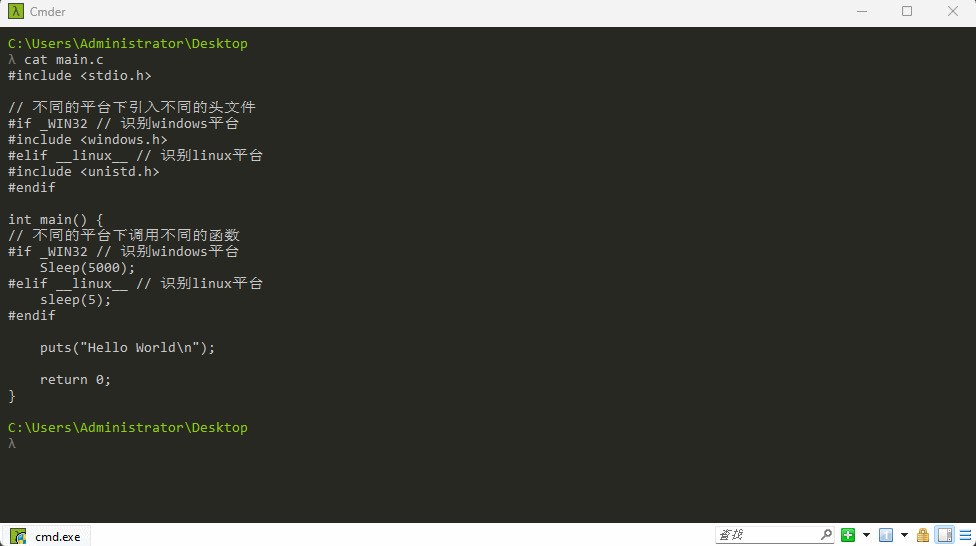 Cmder
C:\Users\Administrator\Desktop
λ cat main.c
#include <stdio.h>
// 不同的平台下引入不同的头文件
#if _WIN32 // 识别windows平台
#include <windows.h>
#elif __linux__ // 识别linux平台
#include <unistd.h>
#endif
int main() {
// 不同的平台下调用不同的函数
#if _WIN32 // 识别windows平台
    Sleep(5000);
#elif __linux__ // 识别linux平台
    sleep(5);
#endif
    puts("Hello World\n");
    return 0;
}
C:\Users\Administrator\Desktop
λ
cmd.exe
查找